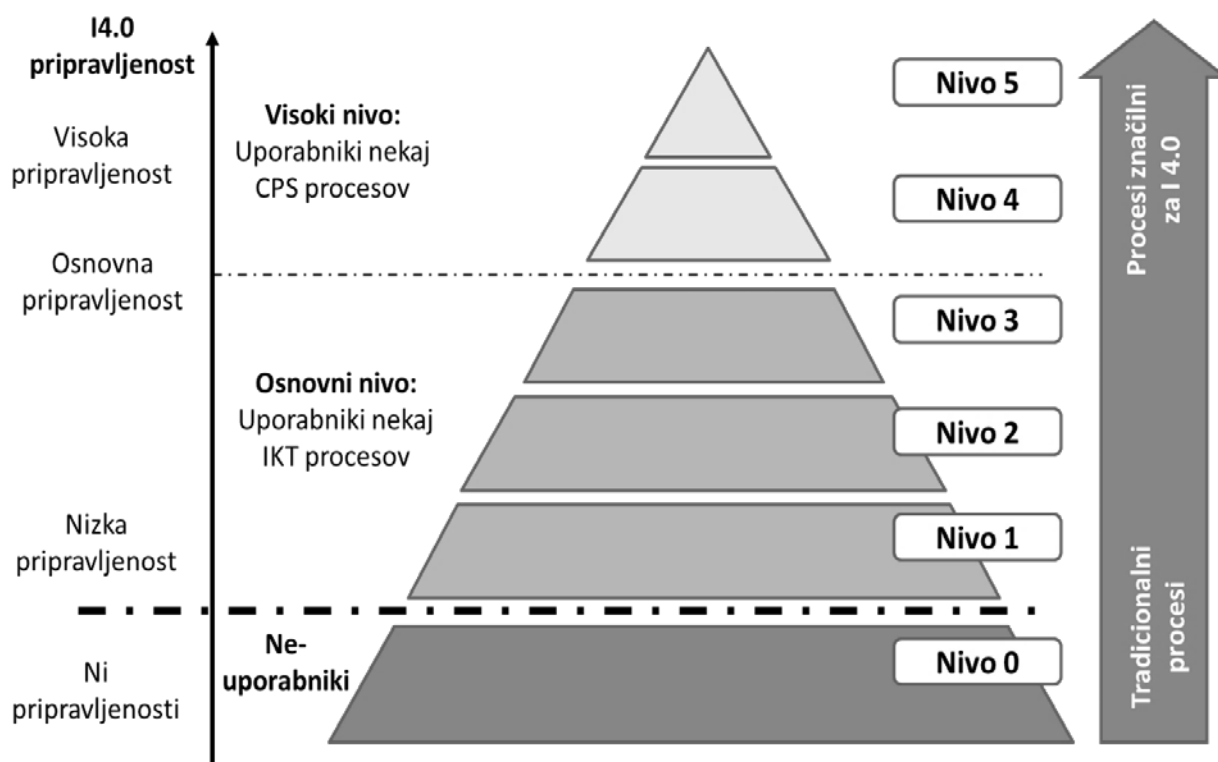 I4.0
pripravljenost
Visoka
pripravljenost
Osnovna
pripravljenost
Nizka
pripravljenost
Ni
pripravljenosti
Visoki nivo:
Uporabniki nekaj
CPS procesov
Osnovni nivo:
Uporabniki nekaj
IKT procesov
Ne-
uporabniki
Nivo 5
Nivo 4
Nivo 3
Nivo 2
Nivo 1
Nivo 0
Procesi značilni
za I 4.0
Tradicionalni
procesi